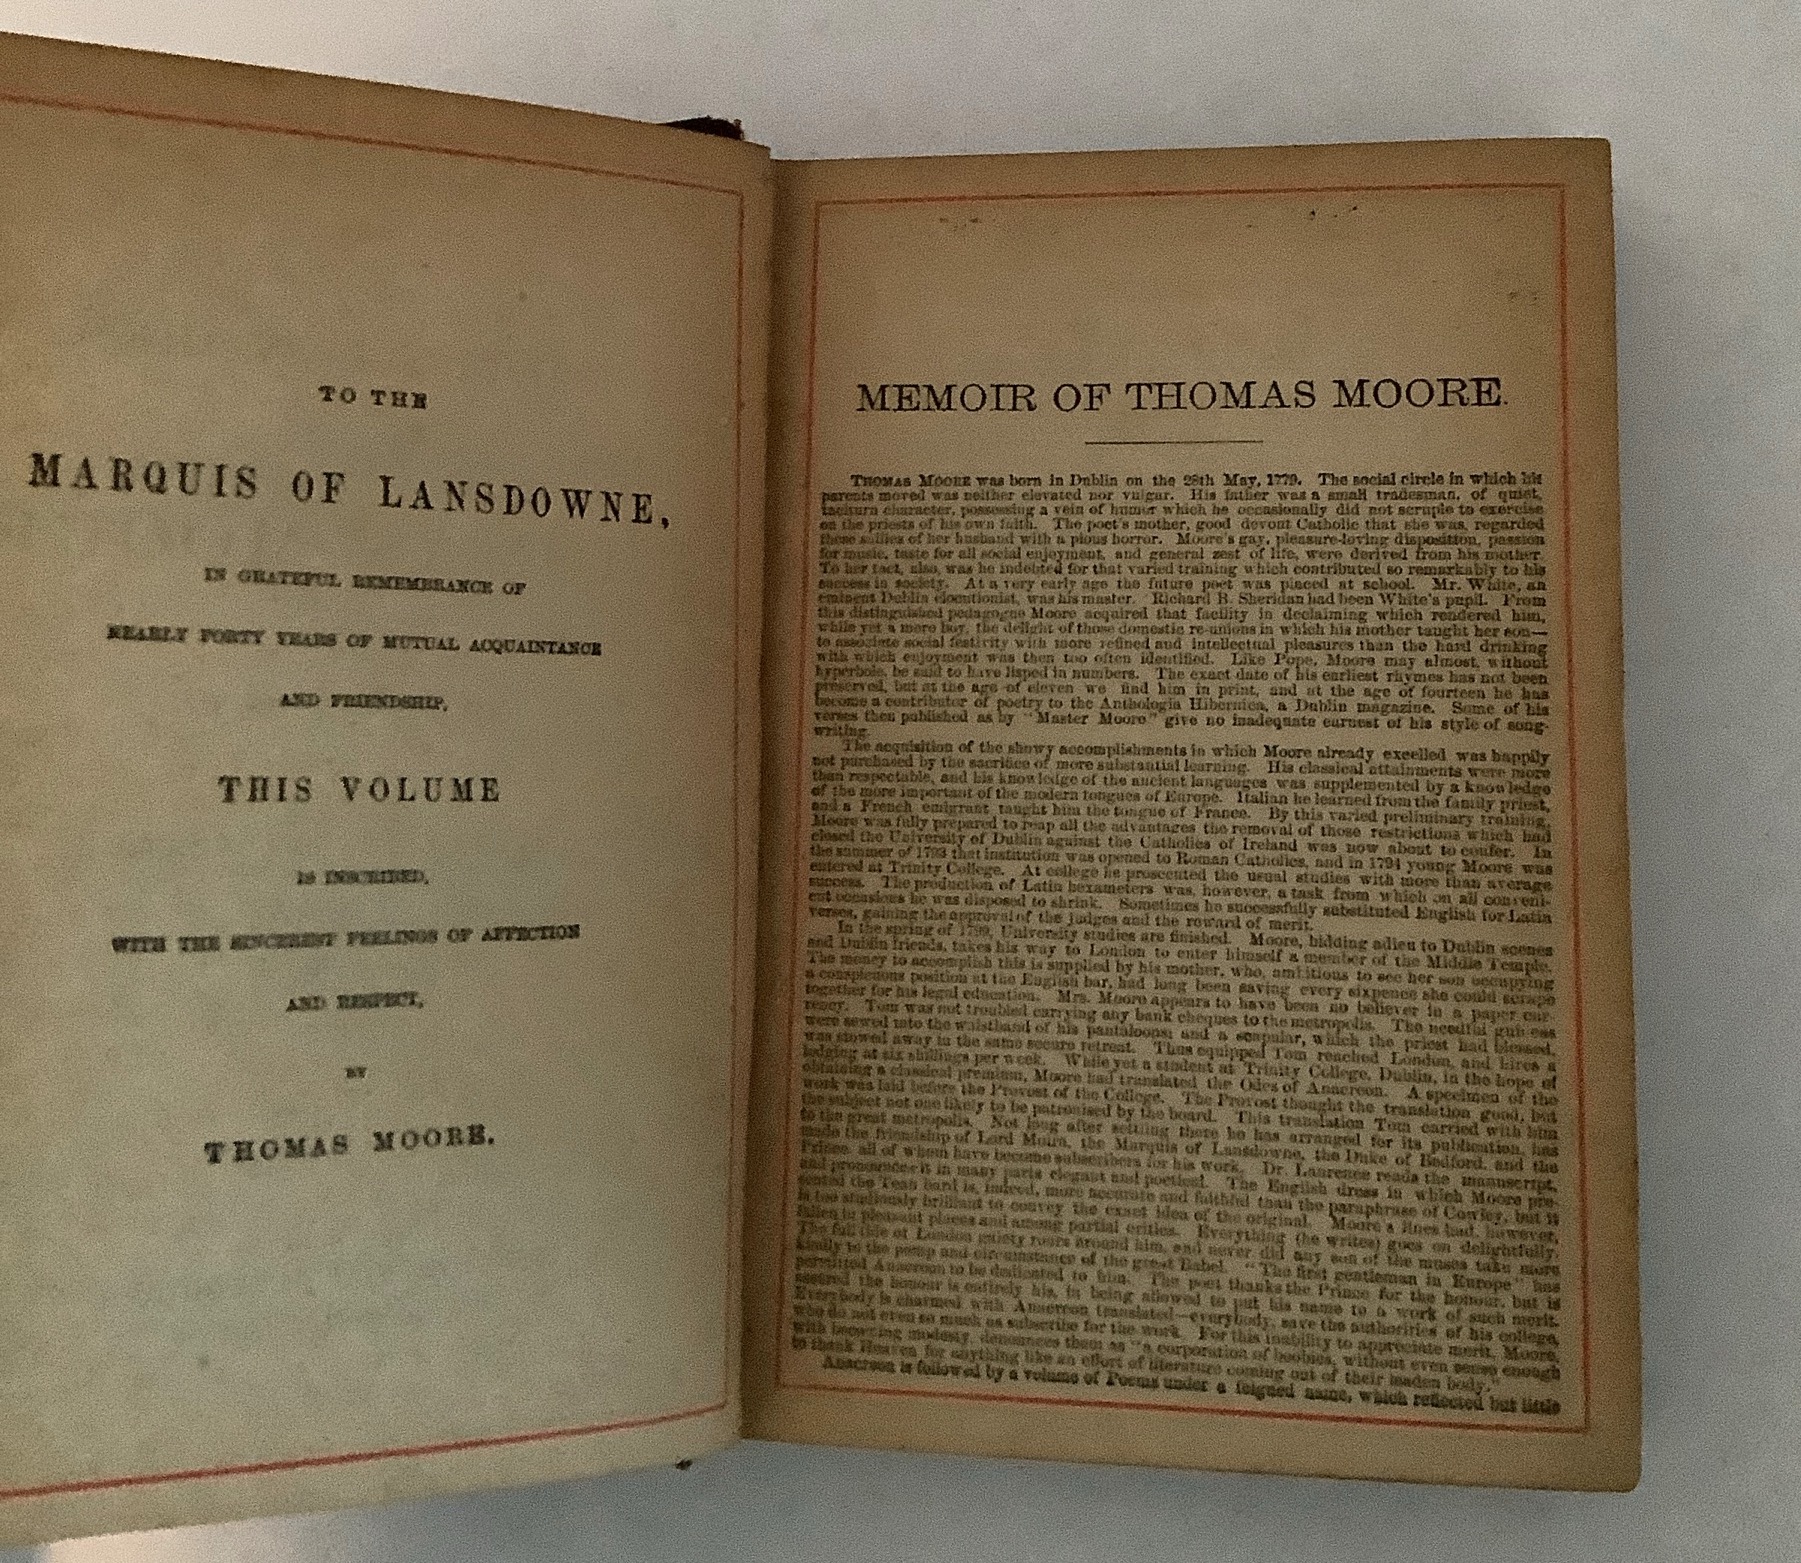 TO THE
MARQUIS OF LANSDOWNE,
IN GRATEFUL REMEMBRANCE OF
NEARLY FORTY YEARS OF MUTUAL ACQUAINTANCE
AND FRIENDSHIP,
THIS VOLUME
IS INSCRIBED,
WITH THE SINCEREST FEELINGS OF AFFECTION
AND RESPECT,
BY
THOMAS MOORE.
MEMOIR OF THOMAS MOORE.
THOMAS MOORE was born in Dublin on the 28th May, 1779. The social circle in which his
parents moved was neither elevated nor vulgar. His father was a small tradesman, of quiet,
taciturn character, possessing a vein of humor which he occasionally did not scruple to exercise
on the priests of his own faith. The poet's mother, good devout Catholic that she was, regarded
these sallies of her husband with a pious horror. Moore's gay, pleasure-loving disposition, passion
for music, taste for all social enjoyment, and general zest of life, were derived from his mother.
To her tact, also, was he indebted for that varied training which contributed so remarkably to his
success in society. At a very early age the future poet was placed at school. Mr. White, an
eminent Dublin elocutionist, was his master. Richard B. Sheridan had been White's pupil. From
this distinguished pedagogue Moore acquired that facility in declaiming which rendered him,
while yet a mere boy, the delight of those domestic re-unions in which his mother taught her son—
to associate social festivity with more refined and intellectual pleasures than the hard drinking
with which enjoyment was then too often identified. Like Pope, Moore may almost, without
hyperbole, be said to have lisped in numbers. The exact date of his earliest rhymes has not been
preserved, but at the age of eleven we find him in print, and at the age of fourteen he has
become a contributor of poetry to the Anthologia Hibernica, a Dublin magazine. Some of his
verses then published as by "Master Moore" give no inadequate earnest of his style of song-
writing.
The acquisition of the showy accomplishments in which Moore already excelled was happily
not purchased by the sacrifice of more substantial learning. His classical attainments were more
than respectable, and his knowledge of the ancient languages was supplemented by a knowledge
of the more important of the modern tongues of Europe. Italian he learned from the family priest,
and a French emigrant taught him the tongue of France. By this varied preliminary training,
Moore was fully prepared to reap all the advantages the removal of those restrictions which had
closed the University of Dublin against the Catholics of Ireland was now about to confer. In
the summer of 1793 that institution was opened to Roman Catholics, and in 1794 young Moore was
entered at Trinity College. At college he prosecuted the usual studies with more than average
success. The production of Latin hexameters was, however, a task from which on all conveni-
ent occasions he was disposed to shrink. Sometimes he successfully substituted English for Latin
verses, gaining the approval of the judges and the reward of merit.
In the spring of 1799, University studies are finished. Moore, bidding adieu to Dublin scenes
and Dublin friends, takes his way to London to enter himself a member of the Middle Temple.
The money to accomplish this is supplied by his mother, who, ambitious to see her son occupying
a conspicuous position at the English bar, had long been saving every sixpence she could scrape
together for his legal education. Mrs. Moore appears to have been no believer in a paper cur-
rency. Tom was not troubled carrying any bank cheques to the metropolis. The needful guineas
were sewed into the waistband of his pantaloons; and a scapular, which the priest had blessed,
was stowed away in the same secure retreat. Thus equipped Tom reached London, and hires a
lodging at six shillings per week. While yet a student at Trinity College, Dublin, in the hope of
obtaining a classical premium, Moore had translated the Odes of Anacreon. A specimen of the
work was laid before the Provost of the College. The Provost thought the translation good, but
the subject not one likely to be patronised by the board. This translation Tom carried with him
to the great metropolis. Not long after settling there he has arranged for its publication, has
made the friendship of Lord Moira, the Marquis of Lansdowne, the Duke of Bedford, and the
Prince, all of whom have become subscribers for his work. Dr. Laurence reads the manuscript,
and pronounces it in many parts elegant and poetical. The English dress in which Moore pre-
sented the Tean bard is, indeed, more accurate and faithful than the paraphrase of Cowley, but it
is too studiously brilliant to convey the exact idea of the original. Moore's lines had, however,
fallen in pleasant places and among partial critics. Everything (he writes) goes on delightfully.
The full tide of London gaiety roars around him, and never did any son of the muses take more
kindly to the pomp and circumstance of the great Babel. "The first gentleman in Europe" has
permitted Anacreon to be dedicated to him. The poet thanks the Prince for the honour, but is
assured the honour is entirely his, in being allowed to put his name to a work of such merit.
Everybody is charmed with Anacreon translated—everybody, save the authorities of his college,
who do not even so much as subscribe for the work. For this inability to appreciate merit, Moore,
with becoming modesty, denounces them as "a corporation of boobies, without even sense enough
to thank Heaven for anything like an effort of literature coming out of their leaden body."
Anacreon is followed by a volume of Poems under a feigned name, which reflected but little